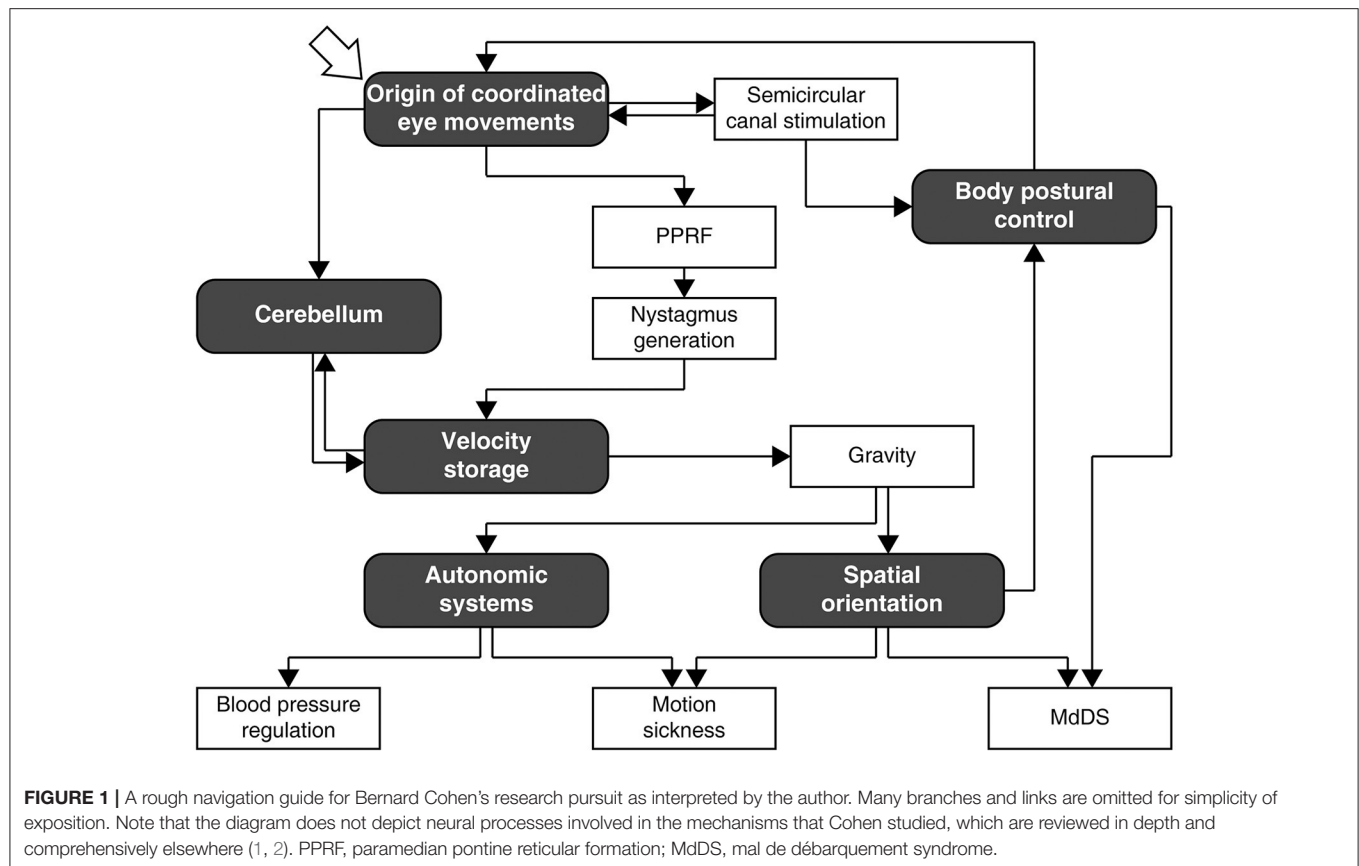 Origin of coordinated
eye movements
Semicircular
canal stimulation
Body postural
control
PPRF
Cerebellum
Nystagmus
generation
Velocity
storage
Gravity
Autonomic
systems
Spatial
orientation
Blood pressure
regulation
Motion
sickness
MdDS
FIGURE 1 | A rough navigation guide for Bernard Cohen's research pursuit as interpreted by the author. Many branches and links are omitted for simplicity of
exposition. Note that the diagram does not depict neural processes involved in the mechanisms that Cohen studied, which are reviewed in depth and
comprehensively elsewhere (1, 2). PPRF, paramedian pontine reticular formation; MdDS, mal de débarquement syndrome.